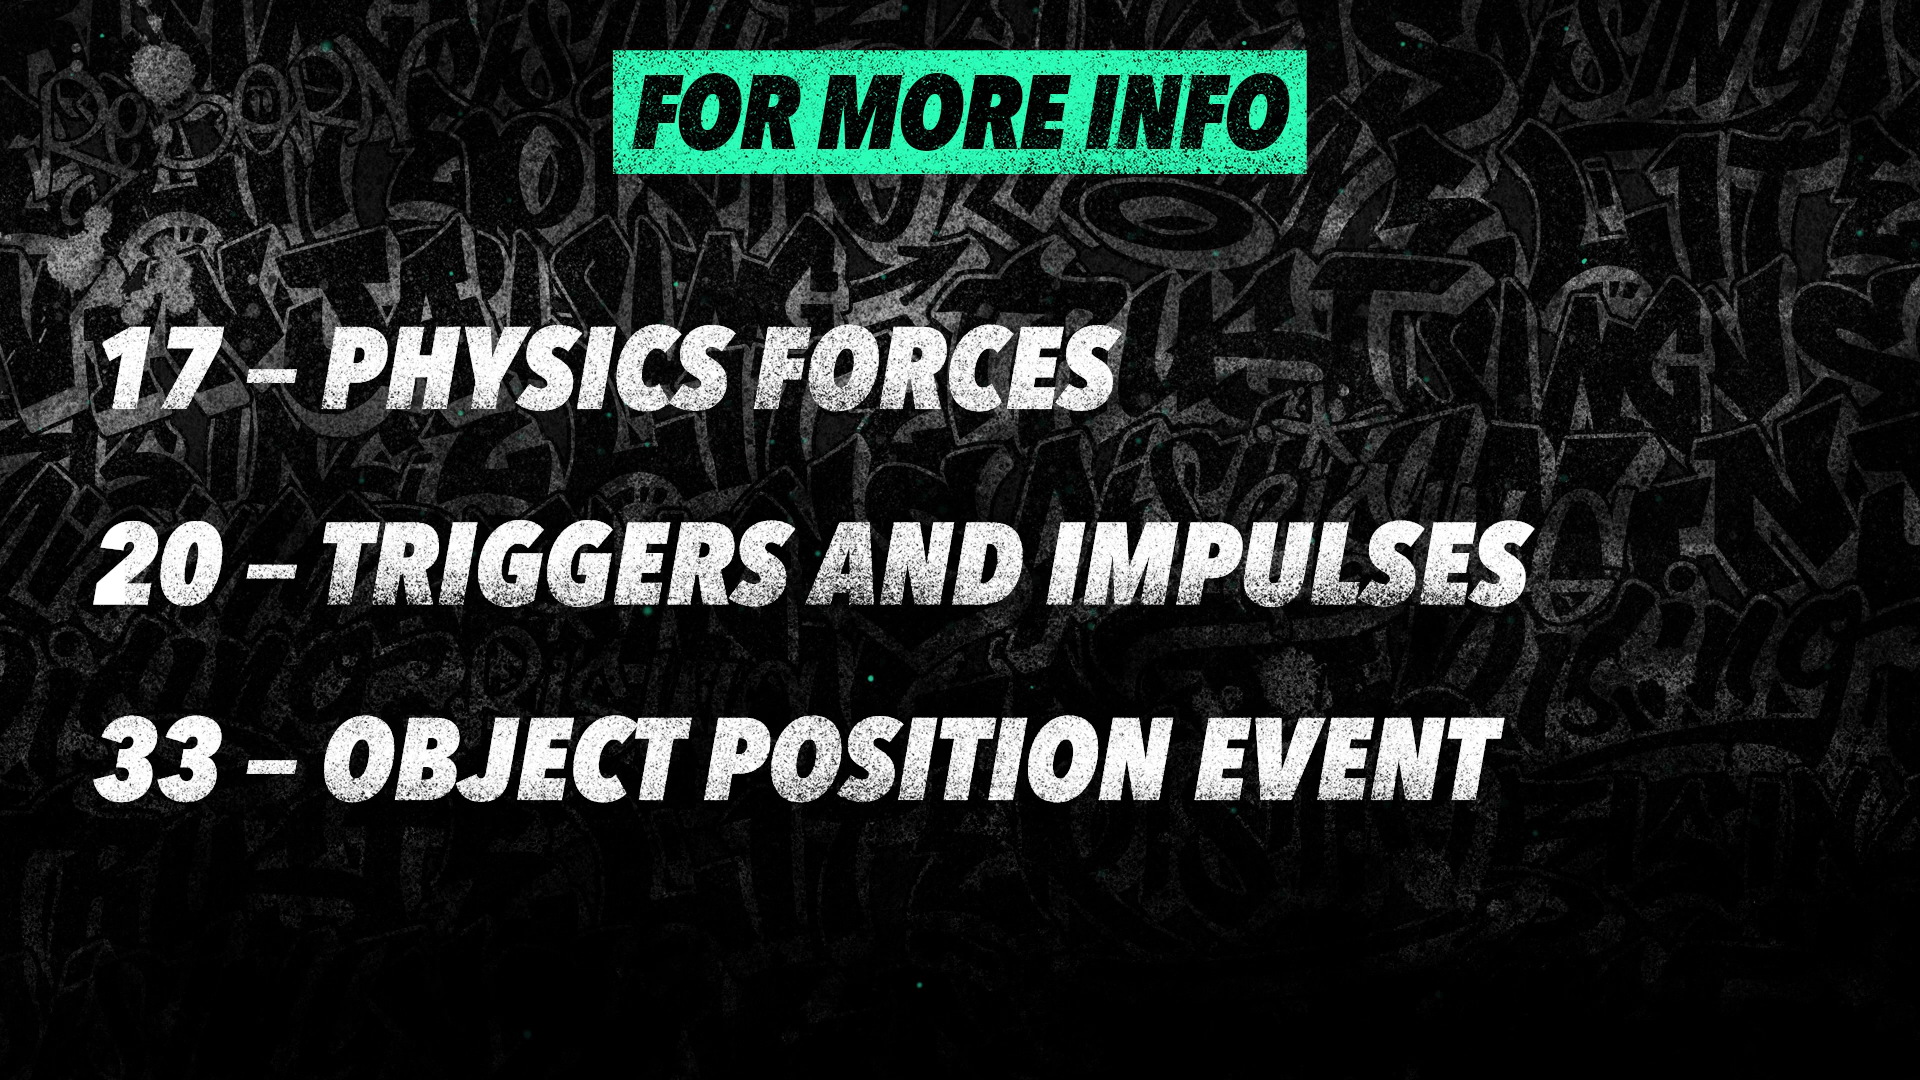 FOR MORE INFO
17 – PHYSICS FORCES
20 – TRIGGERS AND IMPULSES
33 – OBJECT POSITION EVENT